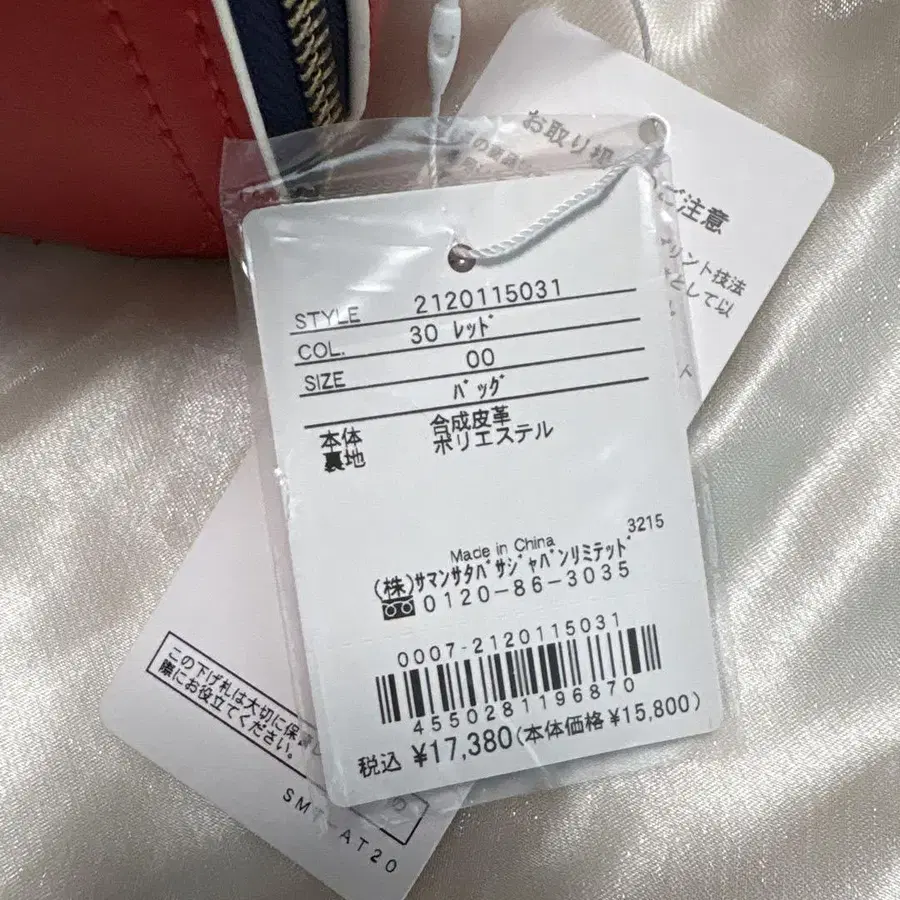 STYLE 2120115031
COL. 30 レッド
SIZE 00
バッグ
本体 合成皮革
裏地 ポリエステル
3215
Made in China
(株)サマンサタバサジャパンリミテッド
0120-86-3035
0007-2120115031
4550281196870
税込 ¥17,380(本体価格 ¥15,800)
お取り扱
ご注意
プリント技法
として以
人
この下げ札は大切に保
際にお役立てください。
の
SMT AT20